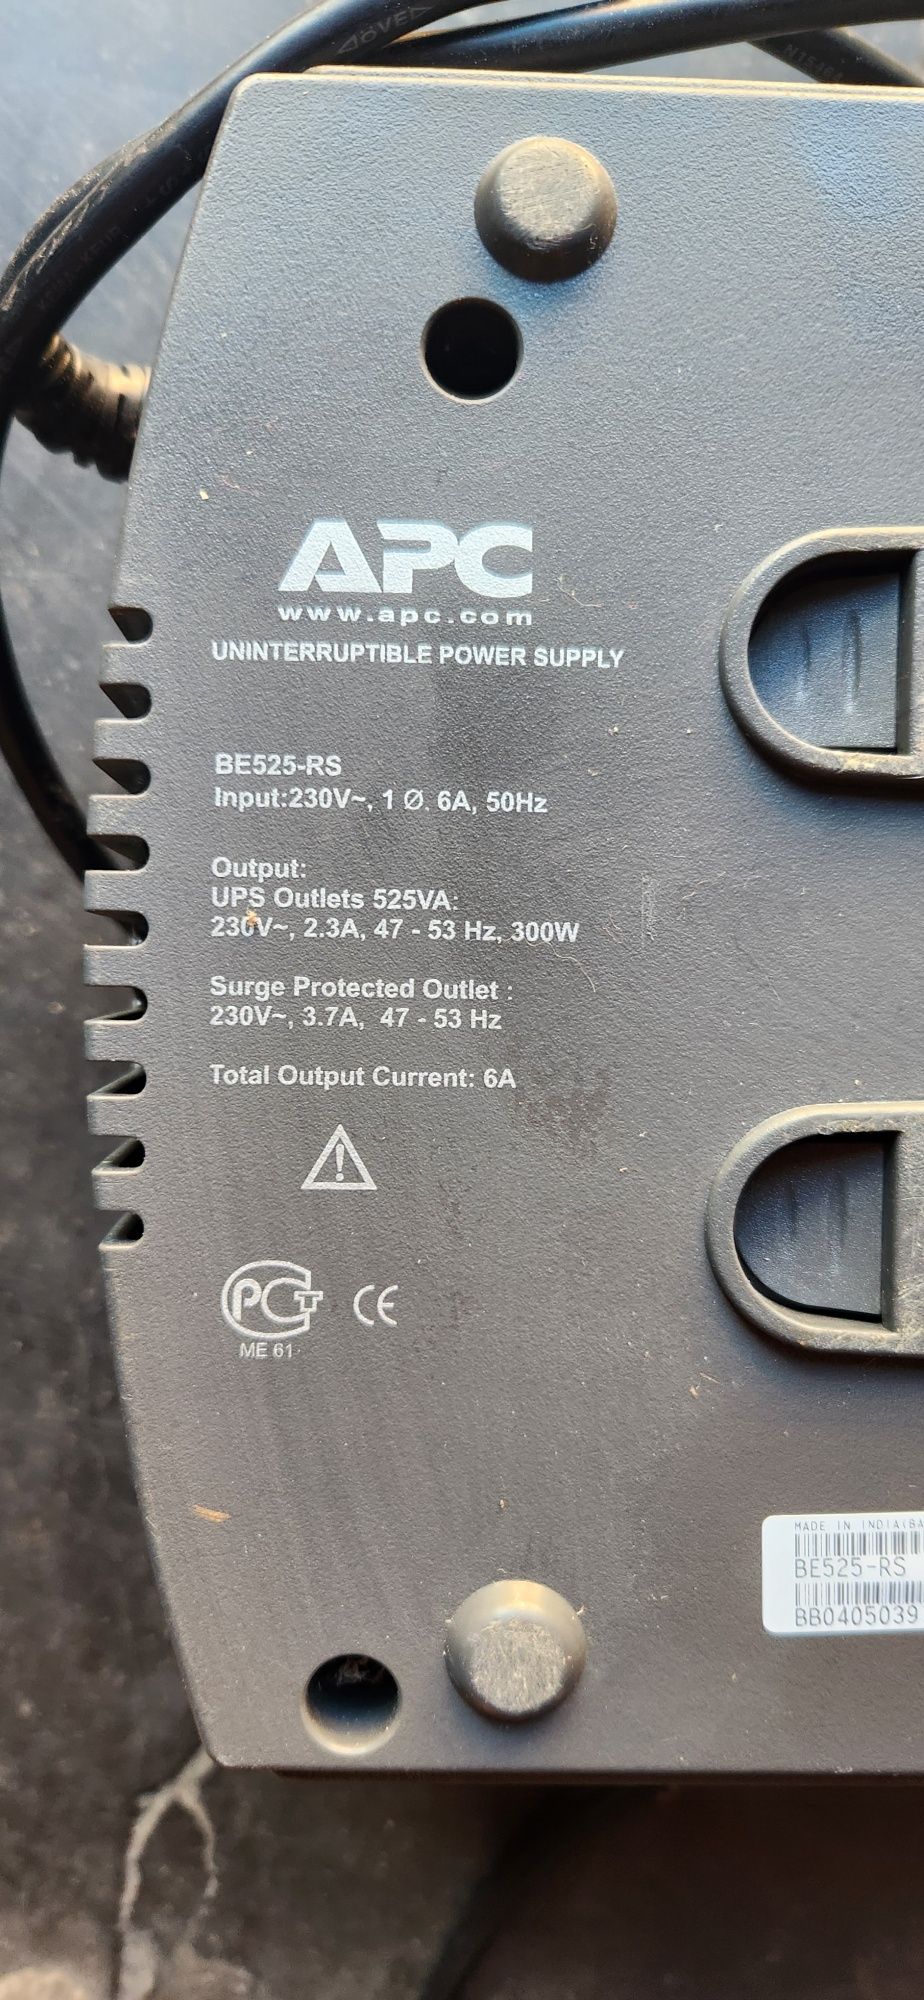 APC
www.apc.com
UNINTERRUPTIBLE POWER SUPPLY
BE525-RS
Input:230V~, 1 Ø. 6A, 50Hz
Output:
UPS Outlets 525VA:
230V~, 2.3A, 47 - 53 Hz, 300W
Surge Protected Outlet :
230V~, 3.7A, 47 - 53 Hz
Total Output Current: 6A
PCT
ME 61
CE
MADE IN INDIA(BA
BE525-RS
BB0405039